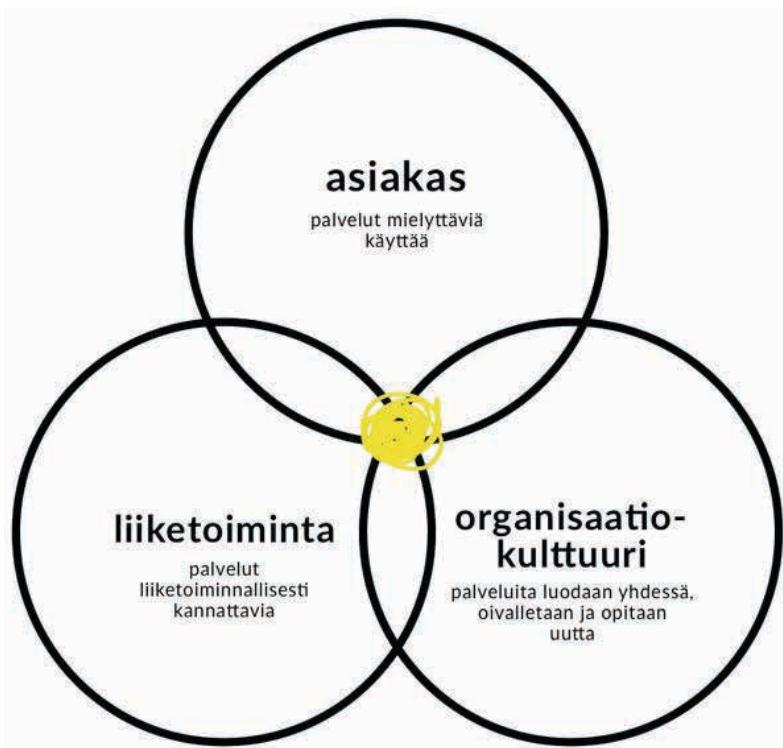 asiakas
palvelut mielyttäviä
käyttää
liiketoiminta
palvelut
liiketoiminnallisesti
kannattavia
organisaatio-
kulttuuri
palveluita luodaan yhdessä,
oivalletaan ja opitaan
uutta